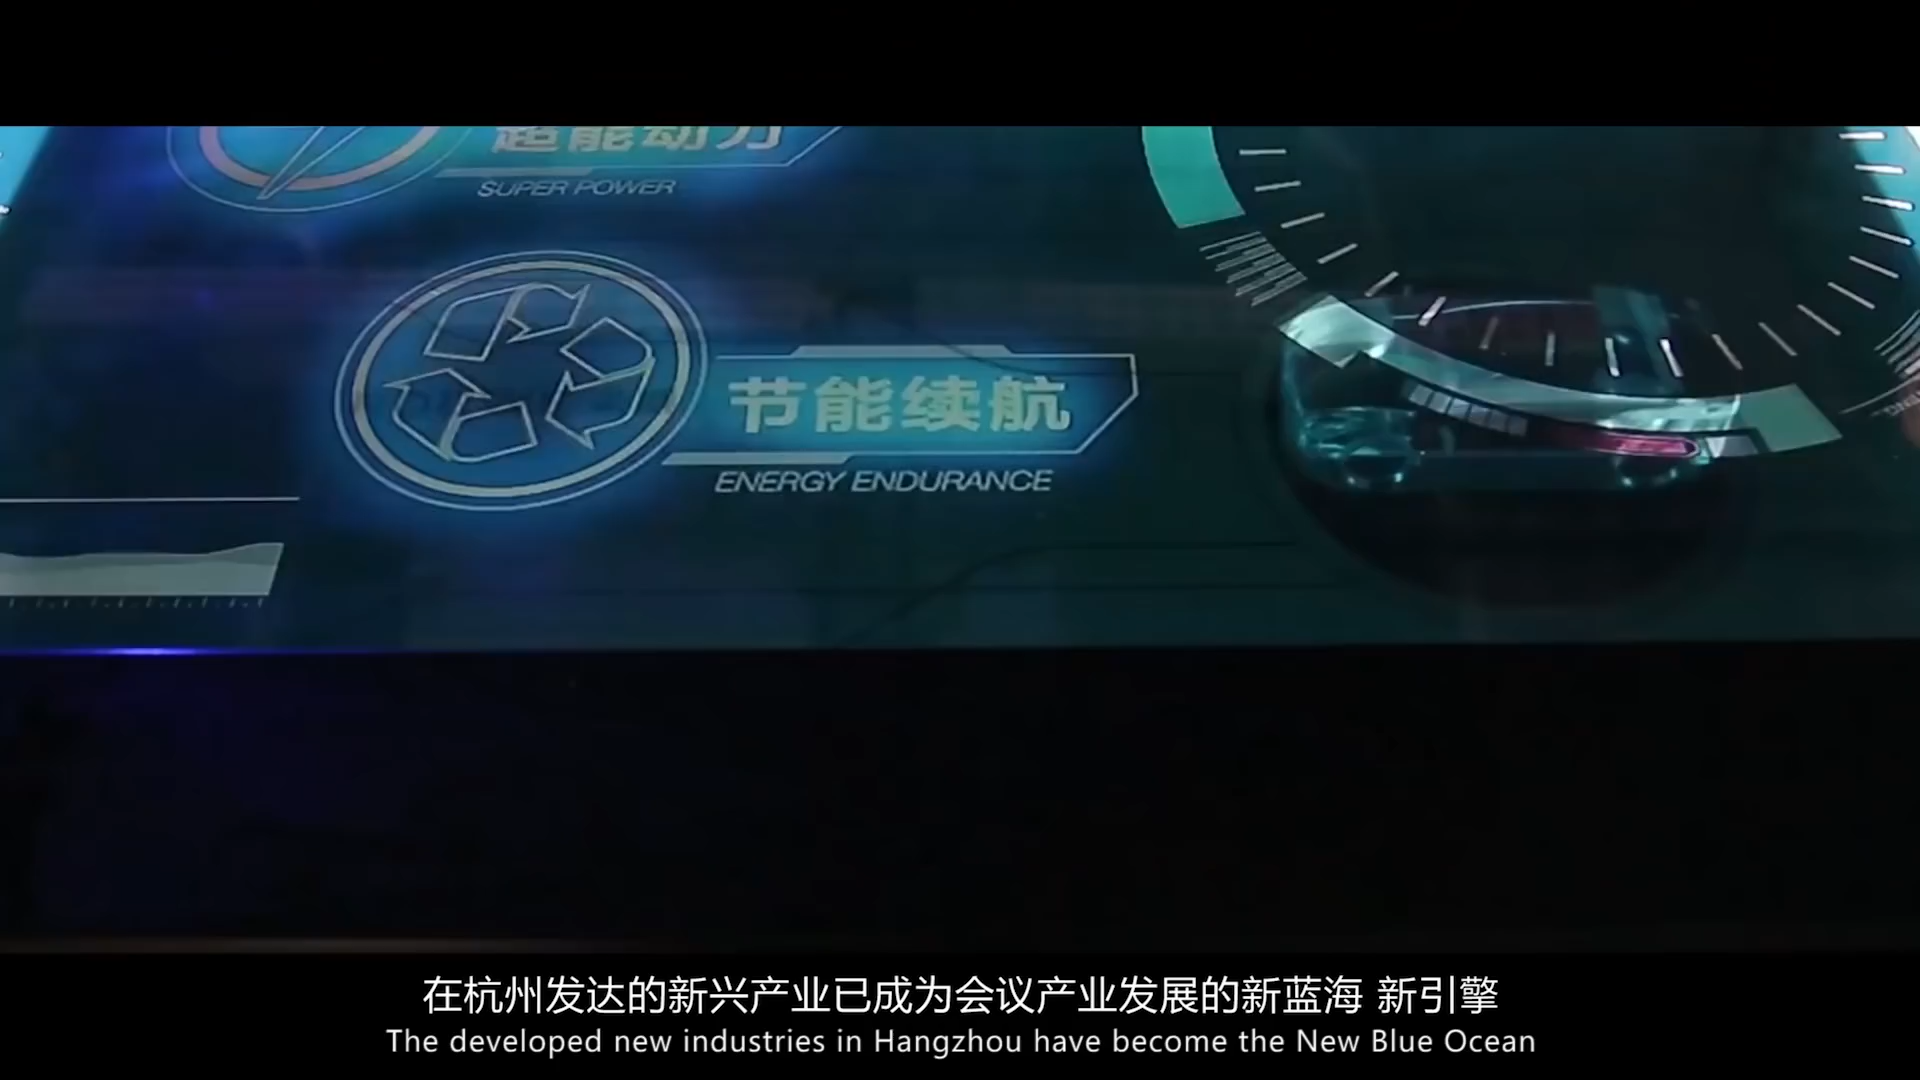 超能动力
SUPER POWER
节能续航
ENERGY ENDURANCE
在杭州发达的新兴产业已成为会议产业发展的新蓝海 新引擎
The developed new industries in Hangzhou have become the New Blue Ocean